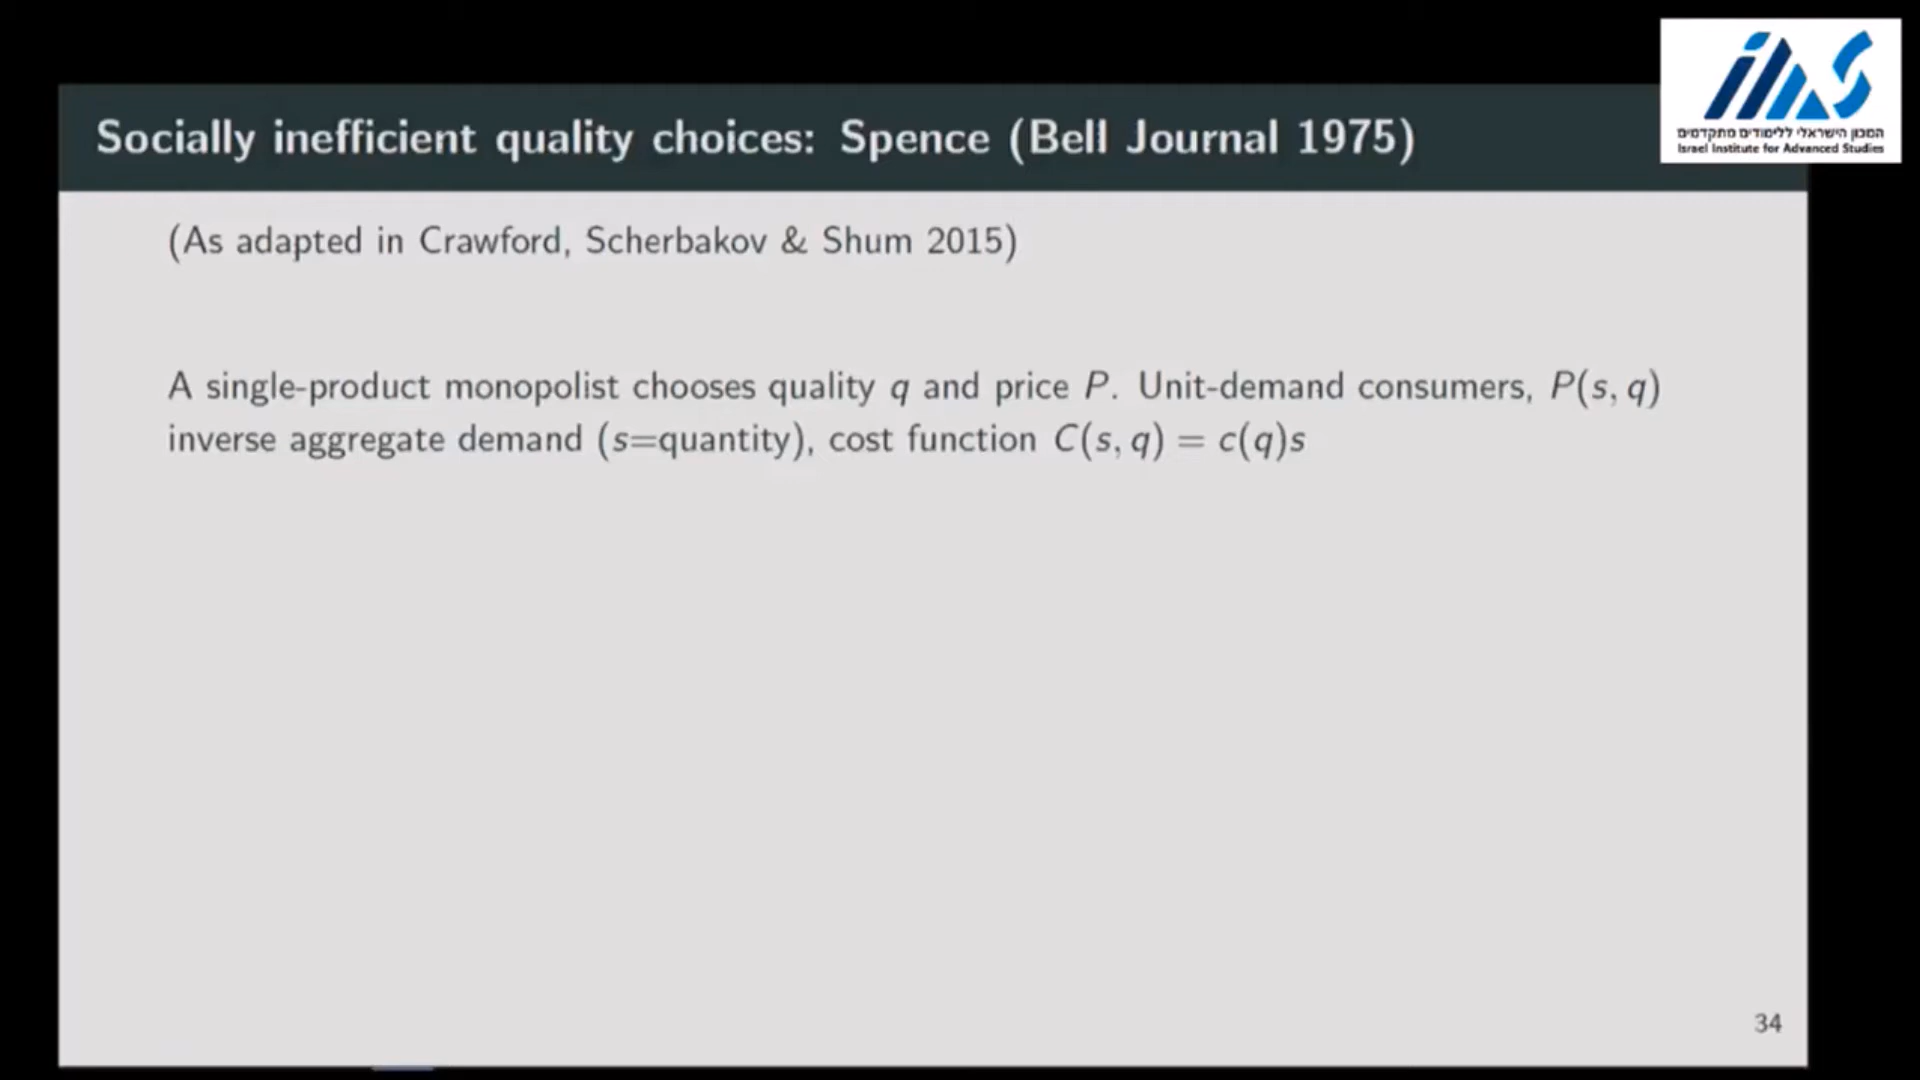 Socially inefficient quality choices: Spence (Bell Journal 1975)
המכון הישראלי ללימודים מתקדמים
Israel Institute for Advanced Studies
(As adapted in Crawford, Scherbakov & Shum 2015)
A single-product monopolist chooses quality q and price P. Unit-demand consumers, P(s, q)
inverse aggregate demand (s=quantity), cost function C(s, q) = c(q)s
34